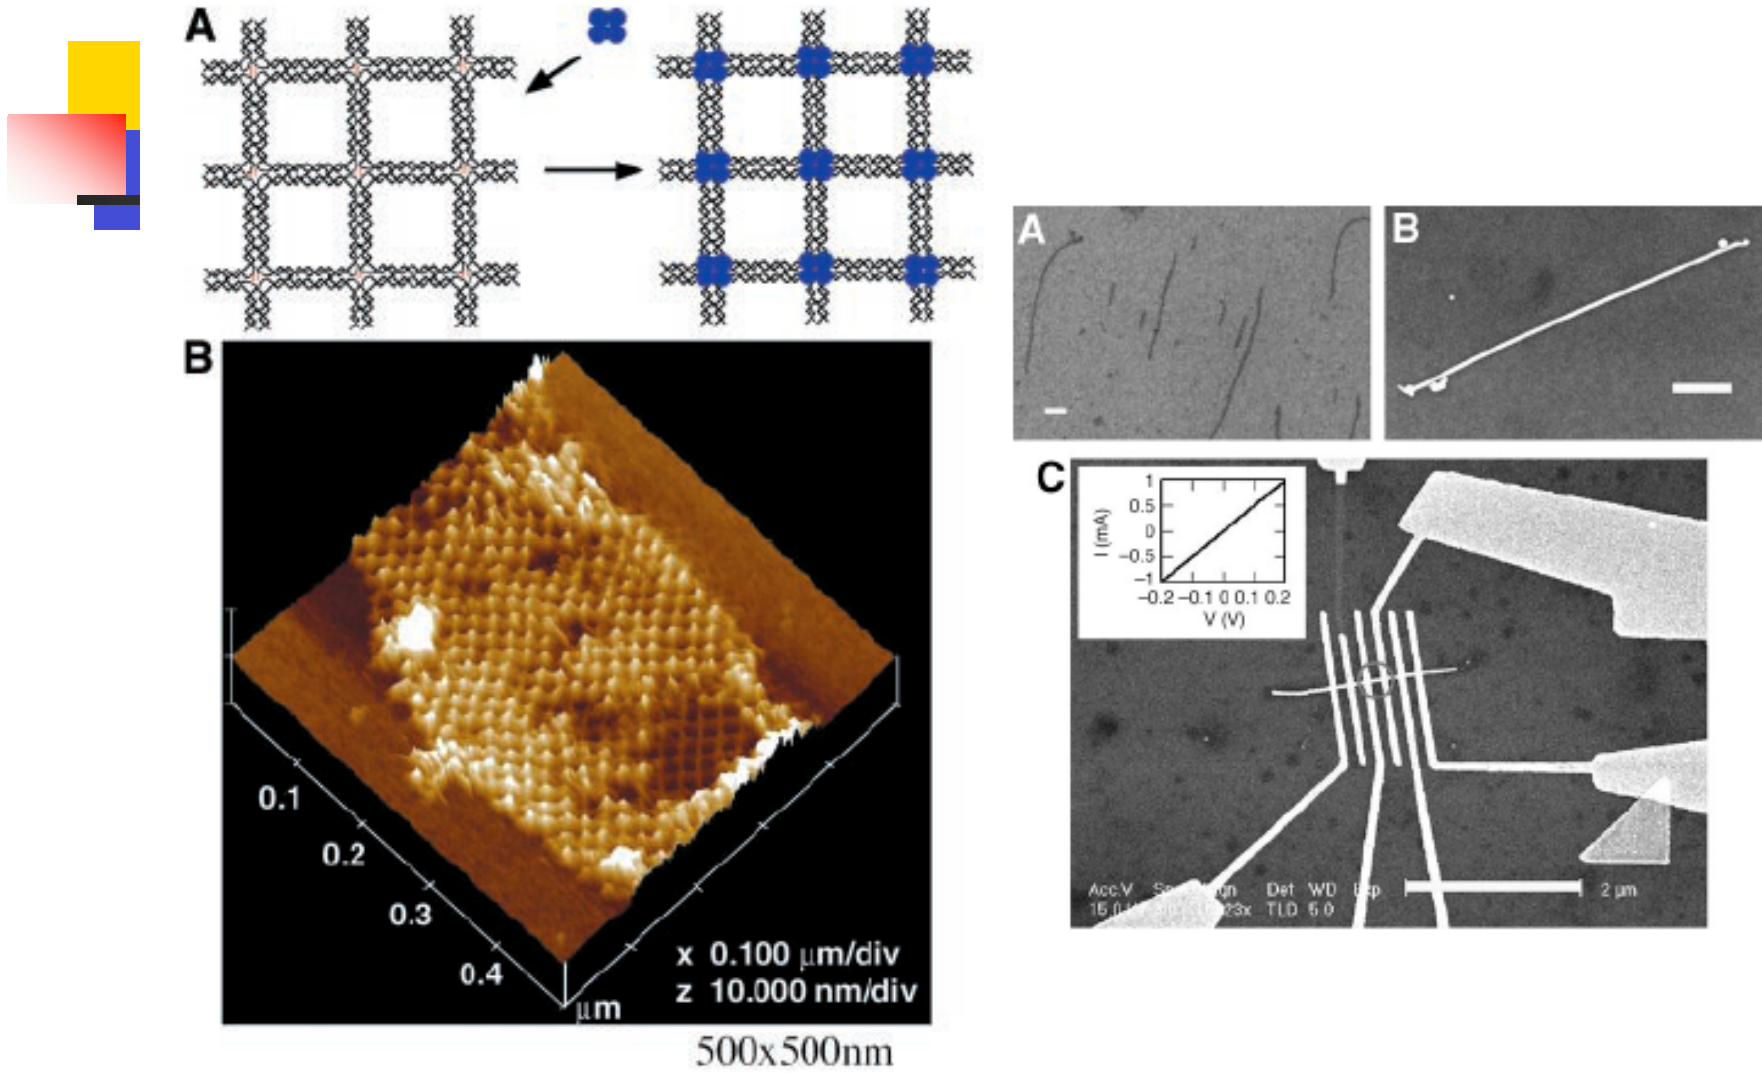 A
B
0.1
0.2
0.3
0.4
μm
x 0.100 μm/div
z 10.000 nm/div
500x500nm
A
B
C
1
0.5
0
−0.5
−1
I (mA)
−0.2 −0.1 0 0.1 0.2
V (V)
Acc.V Det WD Exp 2 μm
TLD 5.0